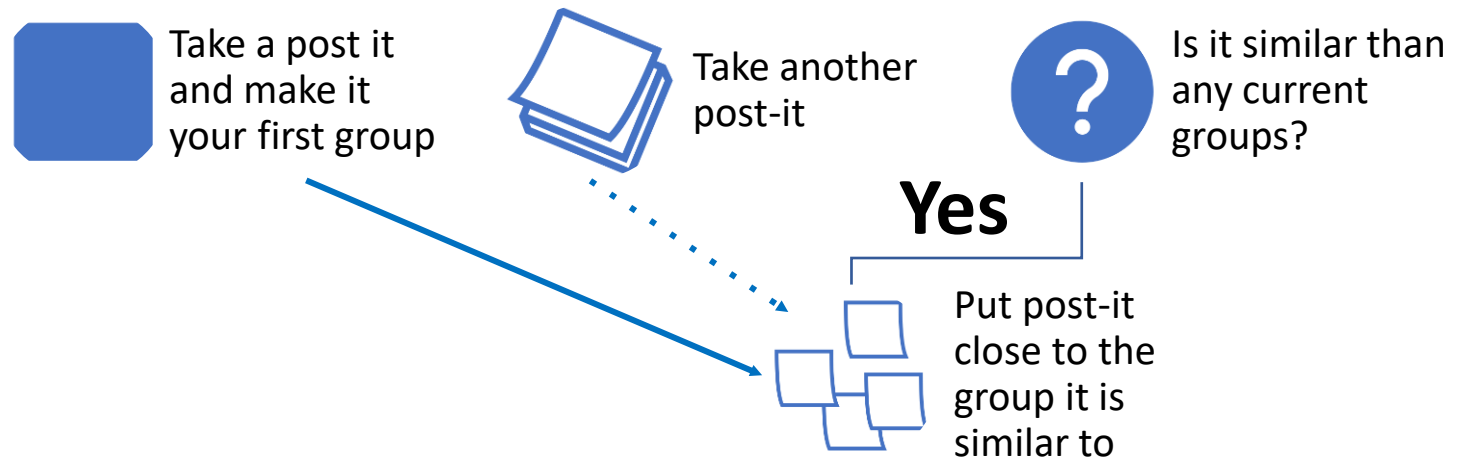 Take a post it
and make it
your first group
Take another
post-it
?
Is it similar than
any current
groups?
Yes
Put post-it
close to the
group it is
similar to